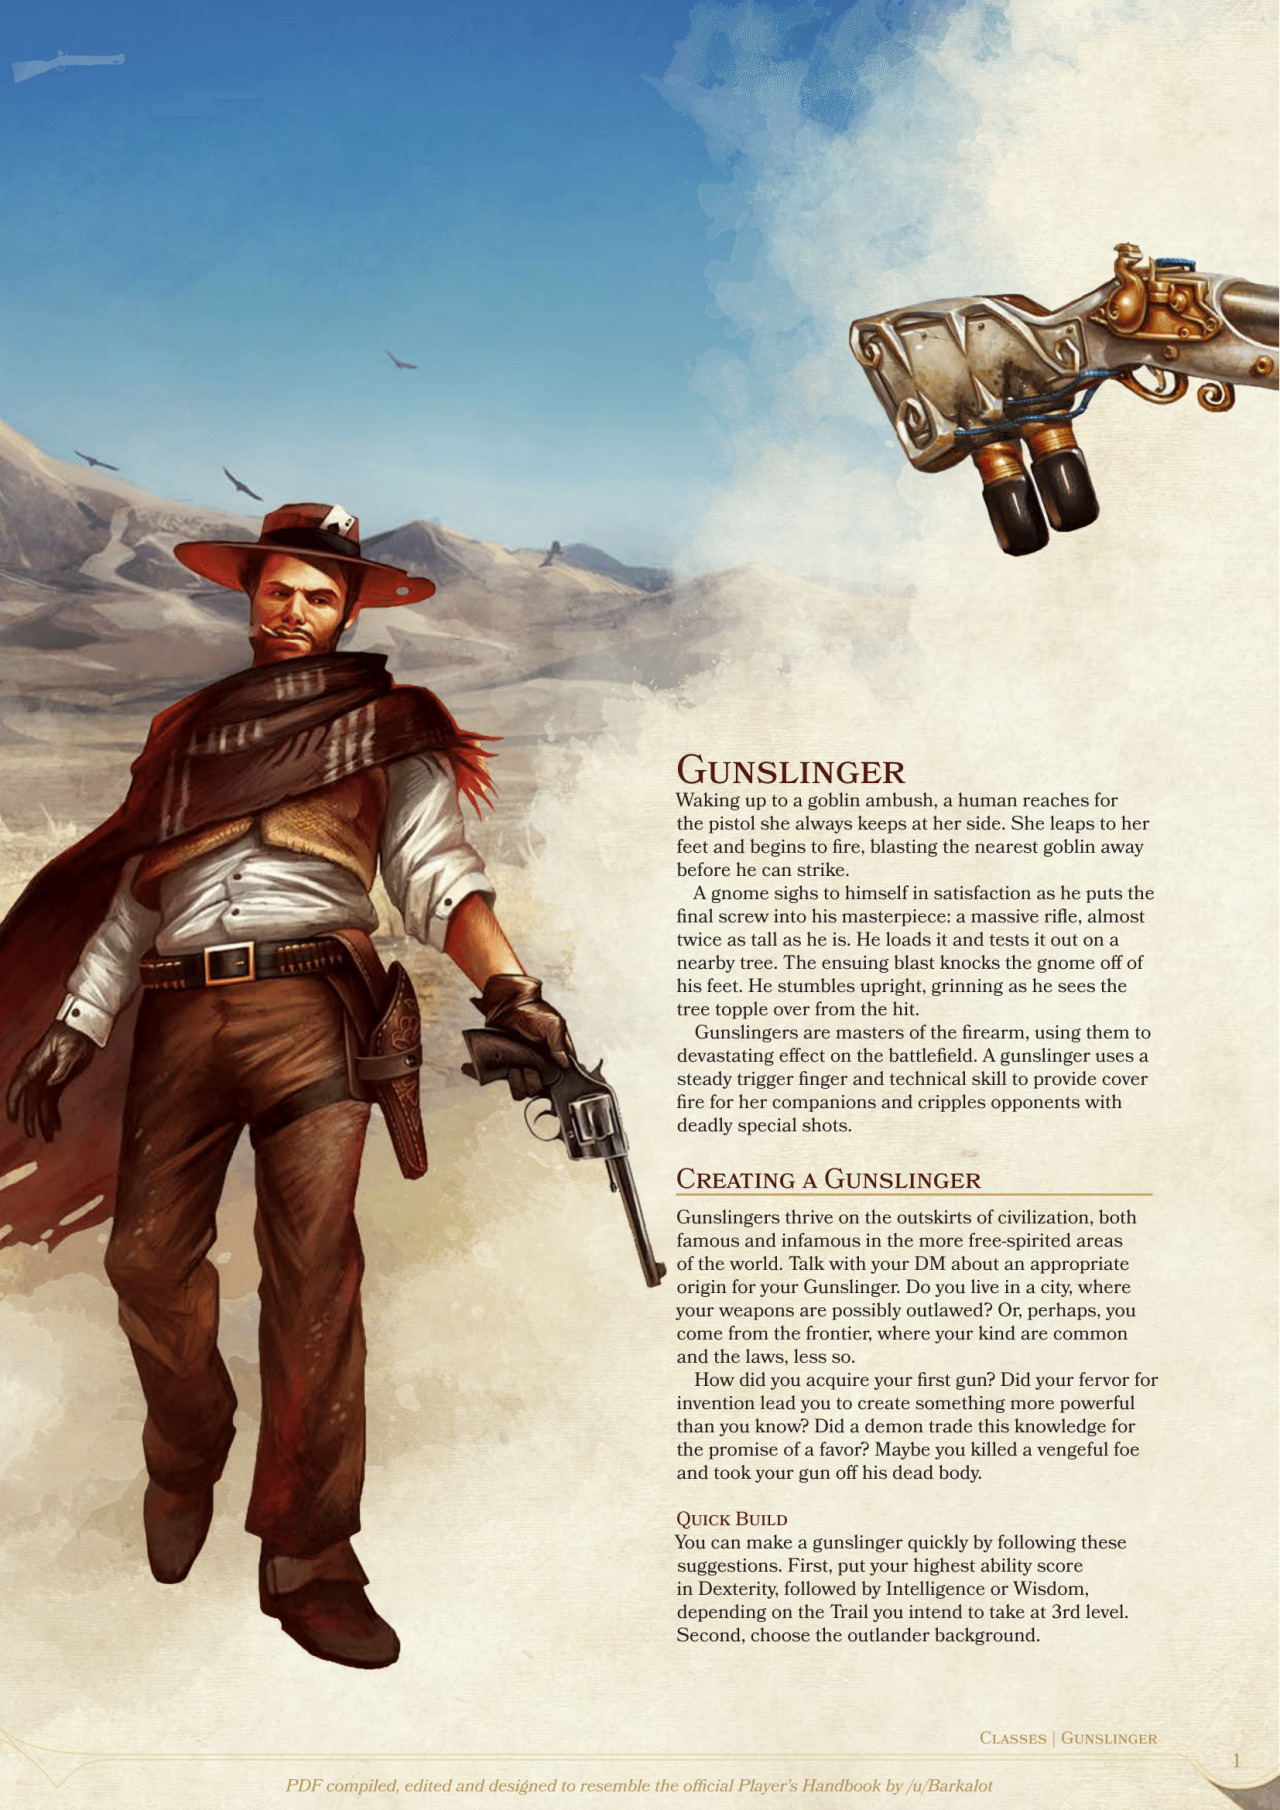 Gunslinger
Waking up to a goblin ambush, a human reaches for
the pistol she always keeps at her side. She leaps to her
feet and begins to fire, blasting the nearest goblin away
before he can strike.
A gnome sighs to himself in satisfaction as he puts the
final screw into his masterpiece: a massive rifle, almost
twice as tall as he is. He loads it and tests it out on a
nearby tree. The ensuing blast knocks the gnome off of
his feet. He stumbles upright, grinning as he sees the
tree topple over from the hit.
Gunslingers are masters of the firearm, using them to
devastating effect on the battlefield. A gunslinger uses a
steady trigger finger and technical skill to provide cover
fire for her companions and cripples opponents with
deadly special shots.
Creating a Gunslinger
Gunslingers thrive on the outskirts of civilization, both
famous and infamous in the more free-spirited areas
of the world. Talk with your DM about an appropriate
origin for your Gunslinger. Do you live in a city, where
your weapons are possibly outlawed? Or, perhaps, you
come from the frontier, where your kind are common
and the laws, less so.
How did you acquire your first gun? Did your fervor for
invention lead you to create something more powerful
than you know? Did a demon trade this knowledge for
the promise of a favor? Maybe you killed a vengeful foe
and took your gun off his dead body.
Quick Build
You can make a gunslinger quickly by following these
suggestions. First, put your highest ability score
in Dexterity, followed by Intelligence or Wisdom,
depending on the Trail you intend to take at 3rd level.
Second, choose the outlander background.
Classes | Gunslinger
1
PDF compiled, edited and designed to resemble the official Player's Handbook by /u/Barkalot